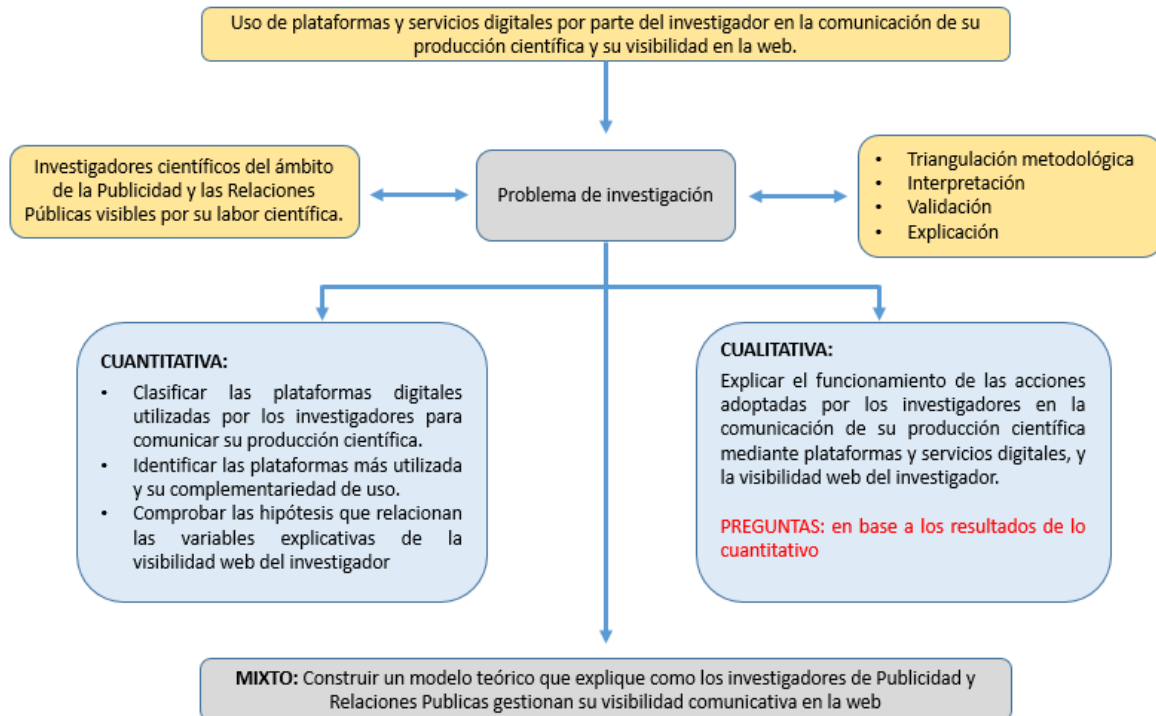 Uso de plataformas y servicios digitales por parte del investigador en la comunicación de su
producción científica y su visibilidad en la web.
Investigadores científicos del ámbito
de la Publicidad y las Relaciones
Públicas visibles por su labor científica.
Problema de investigación
• Triangulación metodológica
• Interpretación
• Validación
• Explicación
CUANTITATIVA:
• Clasificar las plataformas digitales
utilizadas por los investigadores para
comunicar su producción científica.
• Identificar las plataformas más utilizada
y su complementariedad de uso.
• Comprobar las hipótesis que relacionan
las variables explicativas de la
visibilidad web del investigador
CUALITATIVA:
Explicar el funcionamiento de las acciones
adoptadas por los investigadores en la
comunicación de su producción científica
mediante plataformas y servicios digitales, y
la visibilidad web del investigador.
PREGUNTAS: en base a los resultados de lo
cuantitativo
MIXTO: Construir un modelo teórico que explique como los investigadores de Publicidad y
Relaciones Publicas gestionan su visibilidad comunicativa en la web